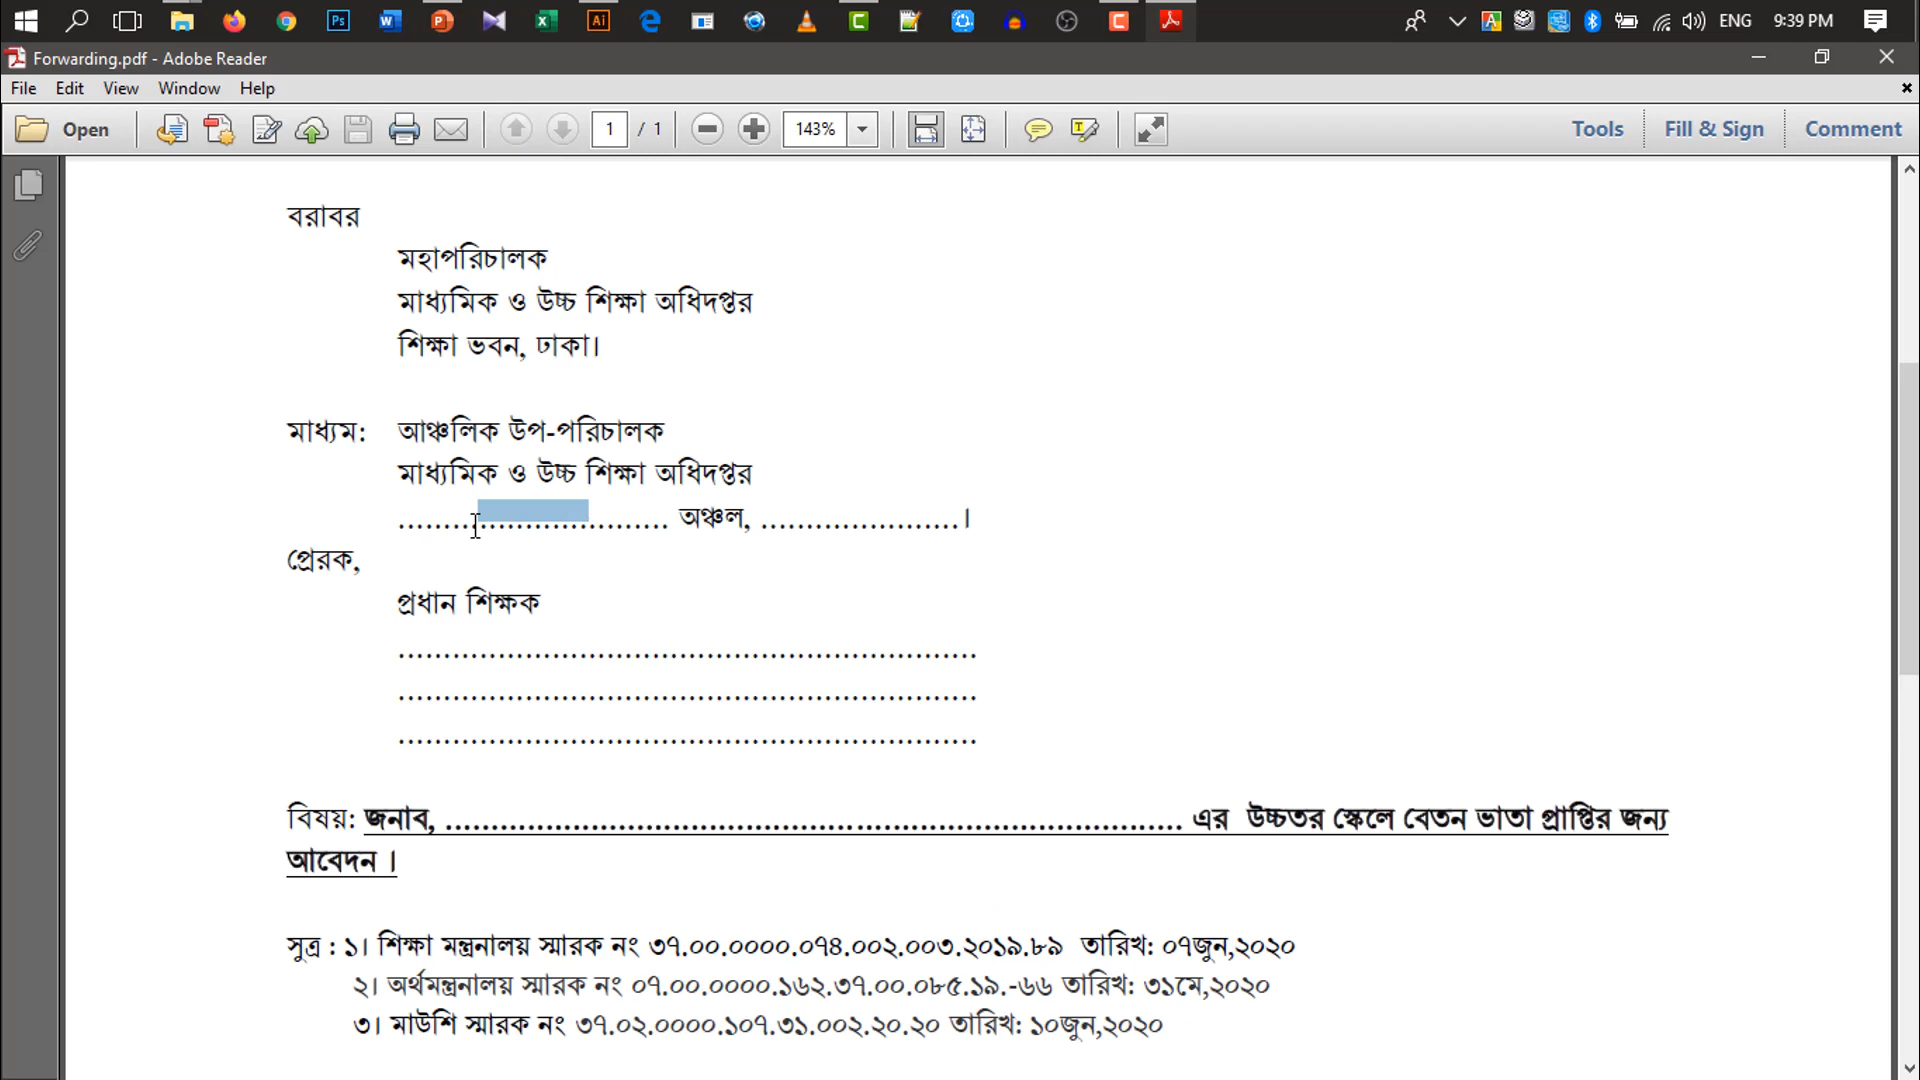 ENG 9:39 PM
Forwarding.pdf - Adobe Reader
File Edit View Window Help
Open 1 / 1 143% Tools Fill & Sign Comment
বরাবর
মহাপরিচালক
মাধ্যমিক ও উচ্চ শিক্ষা অধিদপ্তর
শিক্ষা ভবন, ঢাকা।
মাধ্যম: আঞ্চলিক উপ-পরিচালক
মাধ্যমিক ও উচ্চ শিক্ষা অধিদপ্তর
.............................. অঞ্চল, ......................।
প্রেরক,
প্রধান শিক্ষক
................................................................
................................................................
................................................................
বিষয়: জনাব, ................................................................................ এর উচ্চতর স্কেলে বেতন ভাতা প্রাপ্তির জন্য
আবেদন ।
সুত্র : ১। শিক্ষা মন্ত্রনালয় স্মারক নং ৩৭.০০.০০০০.০৭৪.০০২.০০৩.২০১৯.৮৯ তারিখ: ০৭জুন,২০২০
২। অর্থমন্ত্রনালয় স্মারক নং ০৭.০০.০০০০.১৬২.৩৭.০০.০৮৫.১৯.-৬৬ তারিখ: ৩১মে,২০২০
৩। মাউশি স্মারক নং ৩৭.০২.০০০০.১০৭.৩১.০০২.২০.২০ তারিখ: ১০জুন,২০২০